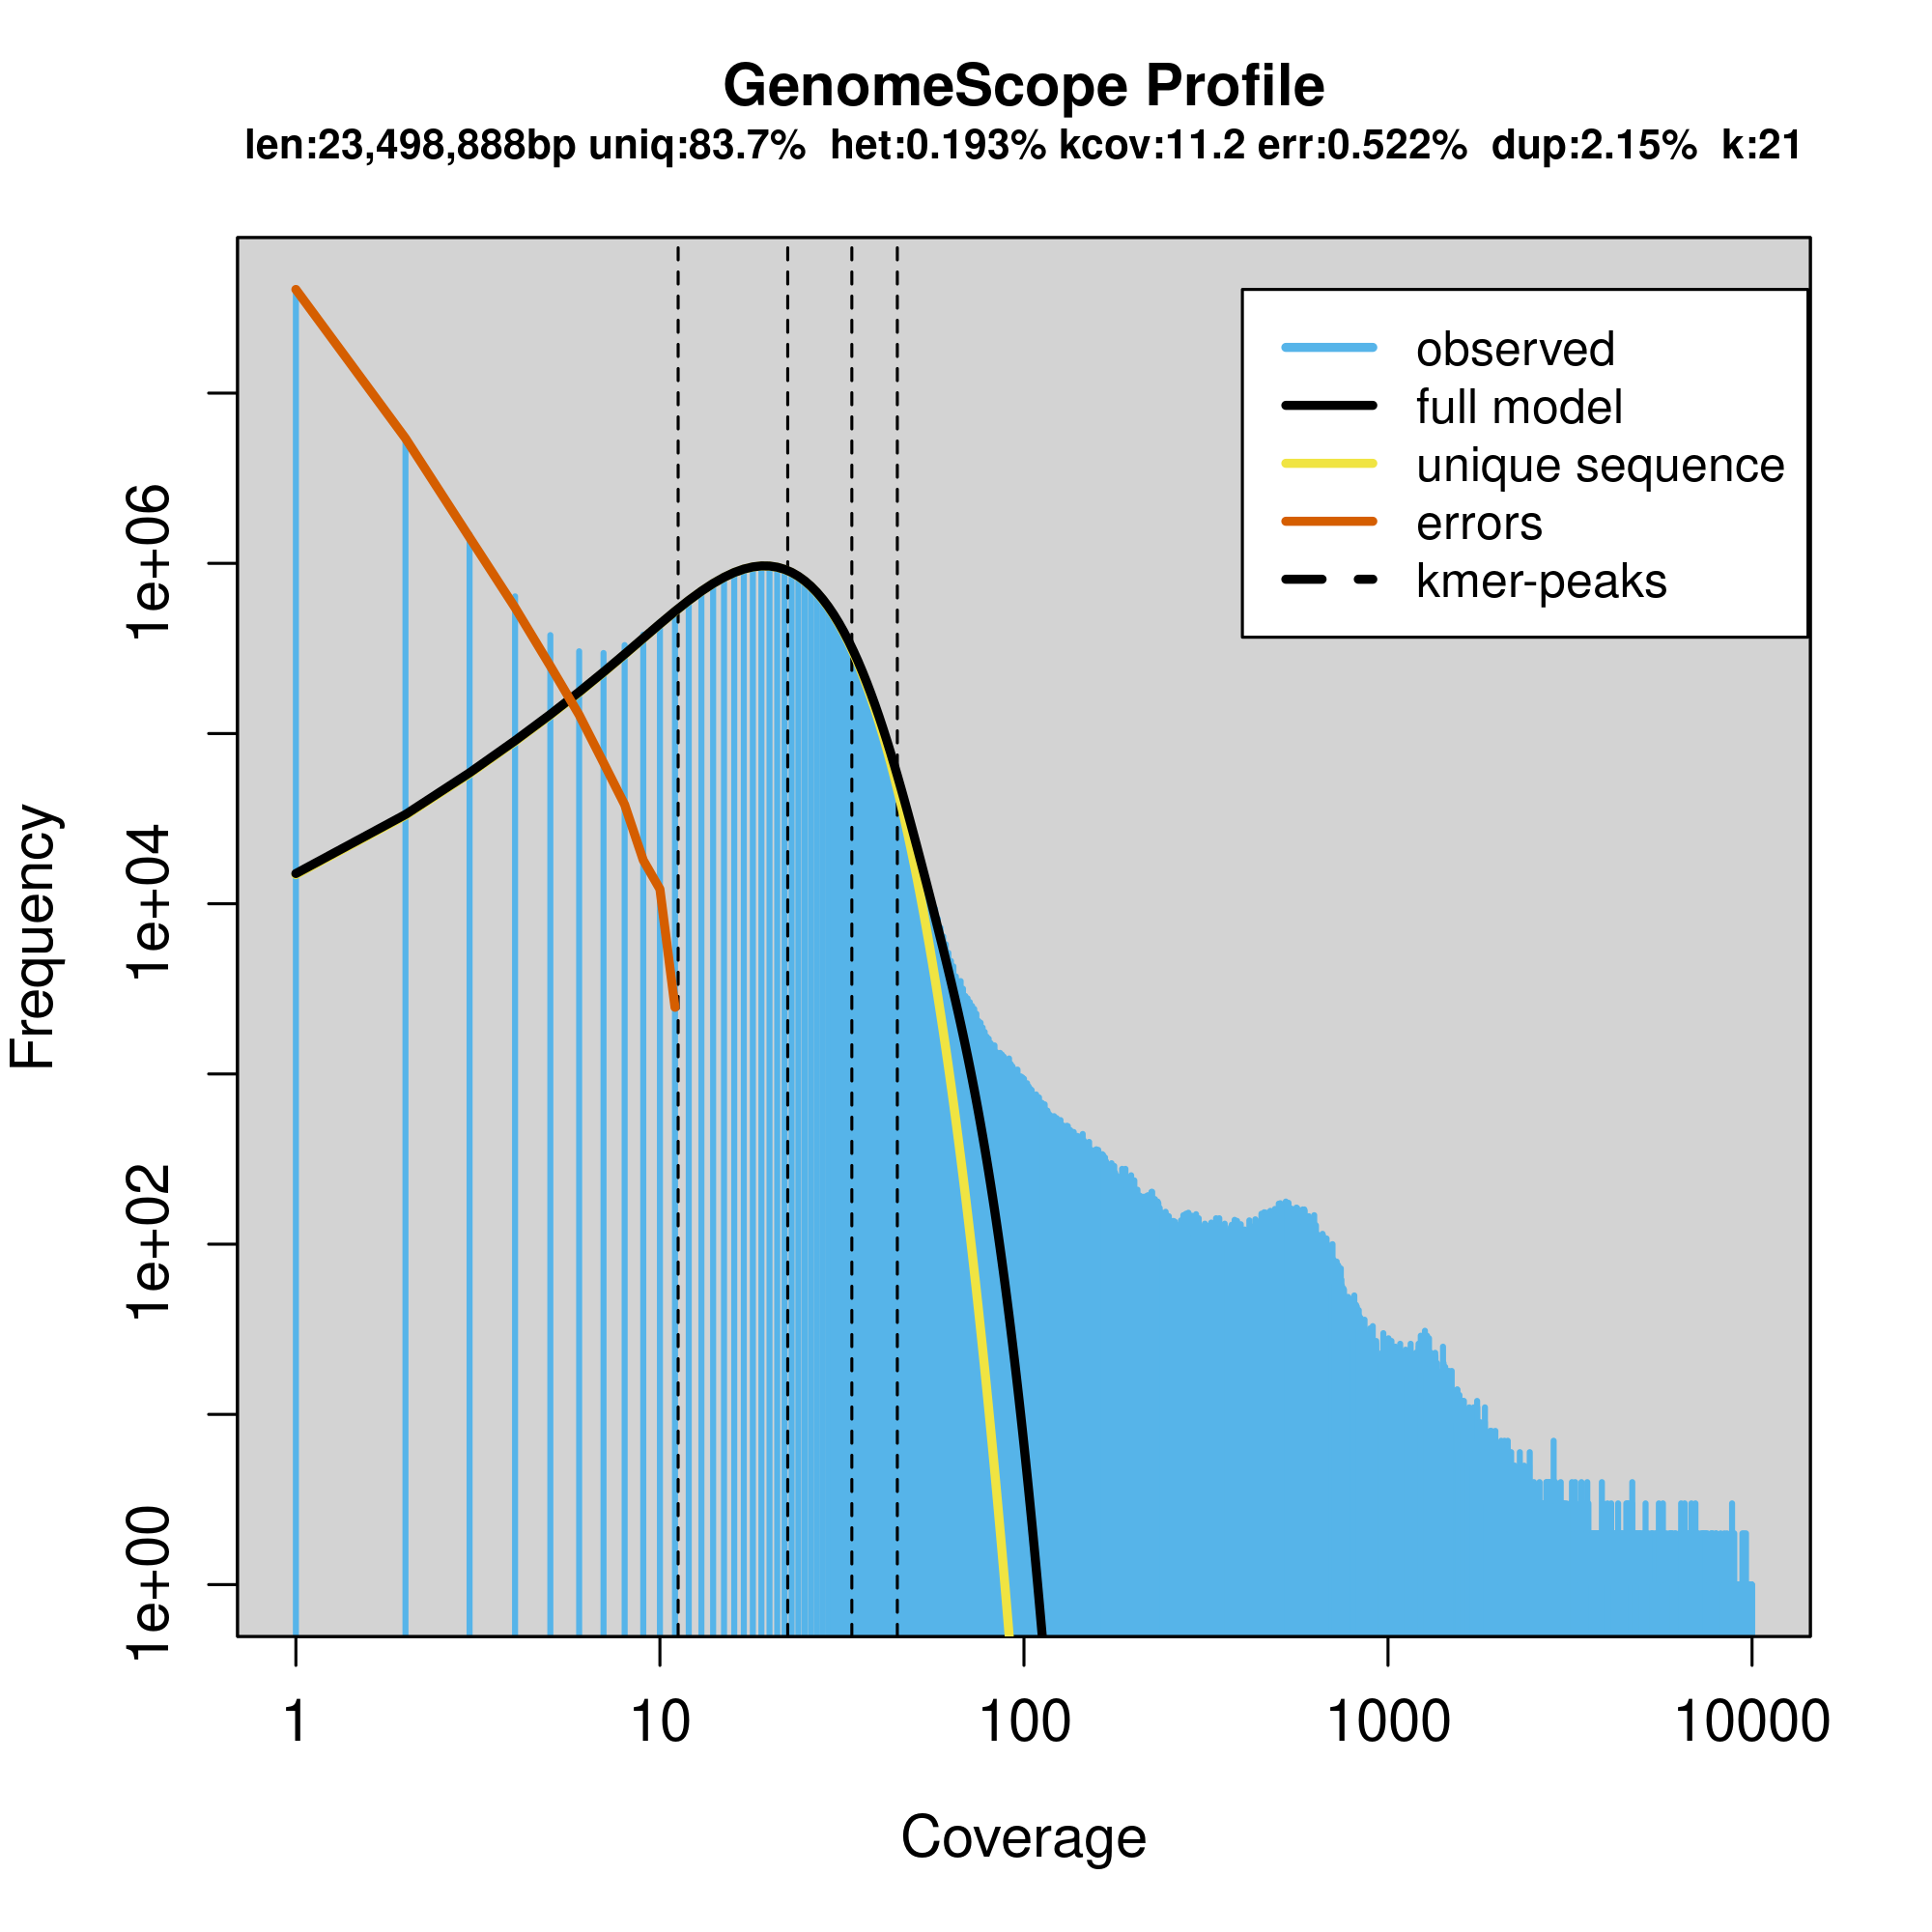 GenomeScope Profile
len:23,498,888bp uniq:83.7% het:0.193% kcov:11.2 err:0.522% dup:2.15% k:21
observed
full model
unique sequence
errors
kmer-peaks
Frequency
1e+06
1e+04
1e+02
1e+00
1 10 100 1000 10000
Coverage